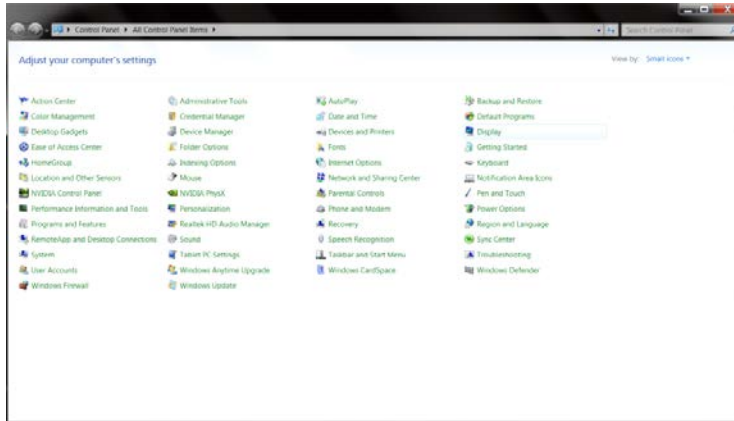 Control Panel ▸ All Control Panel Items ▸
Search Control Panel
Adjust your computer's settings
View by: Small icons
Action Center
Administrative Tools
AutoPlay
Backup and Restore
Color Management
Credential Manager
Date and Time
Default Programs
Desktop Gadgets
Device Manager
Devices and Printers
Display
Ease of Access Center
Folder Options
Fonts
Getting Started
HomeGroup
Indexing Options
Internet Options
Keyboard
Location and Other Sensors
Mouse
Network and Sharing Center
Notification Area Icons
NVIDIA Control Panel
NVIDIA PhysX
Parental Controls
Pen and Touch
Performance Information and Tools
Personalization
Phone and Modem
Power Options
Programs and Features
Realtek HD Audio Manager
Recovery
Region and Language
RemoteApp and Desktop Connections
Sound
Speech Recognition
Sync Center
System
Tablet PC Settings
Taskbar and Start Menu
Troubleshooting
User Accounts
Windows Anytime Upgrade
Windows CardSpace
Windows Defender
Windows Firewall
Windows Update